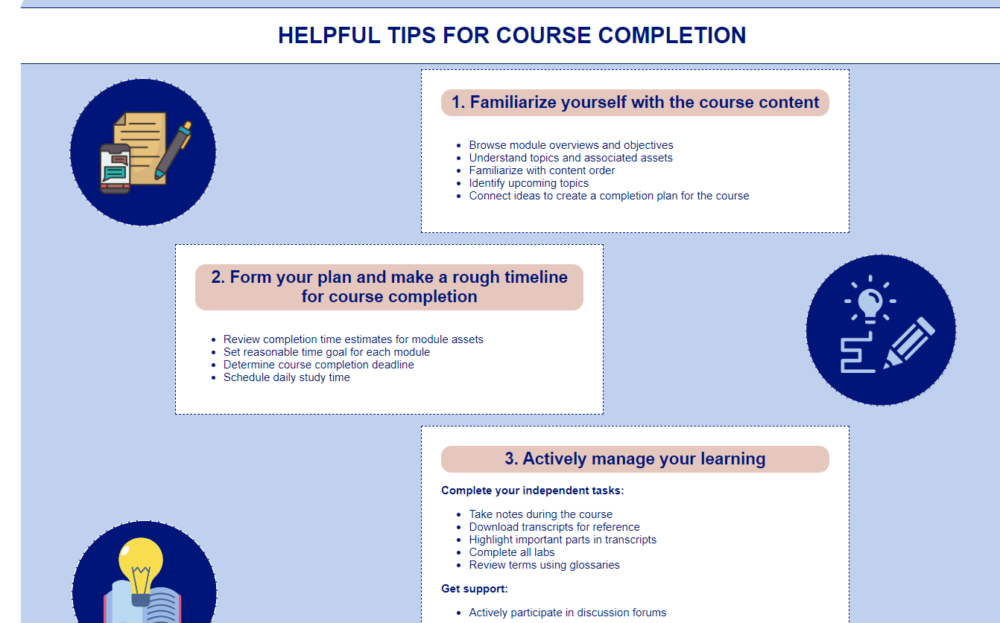 HELPFUL TIPS FOR COURSE COMPLETION
1. Familiarize yourself with the course content
Browse module overviews and objectives
Understand topics and associated assets
Familiarize with content order
Identify upcoming topics
Connect ideas to create a completion plan for the course
2. Form your plan and make a rough timeline
for course completion
Review completion time estimates for module assets
Set reasonable time goal for each module
Determine course completion deadline
Schedule daily study time
3. Actively manage your learning
Complete your independent tasks:
Take notes during the course
Download transcripts for reference
Highlight important parts in transcripts
Complete all labs
Review terms using glossaries
Get support:
Actively participate in discussion forums